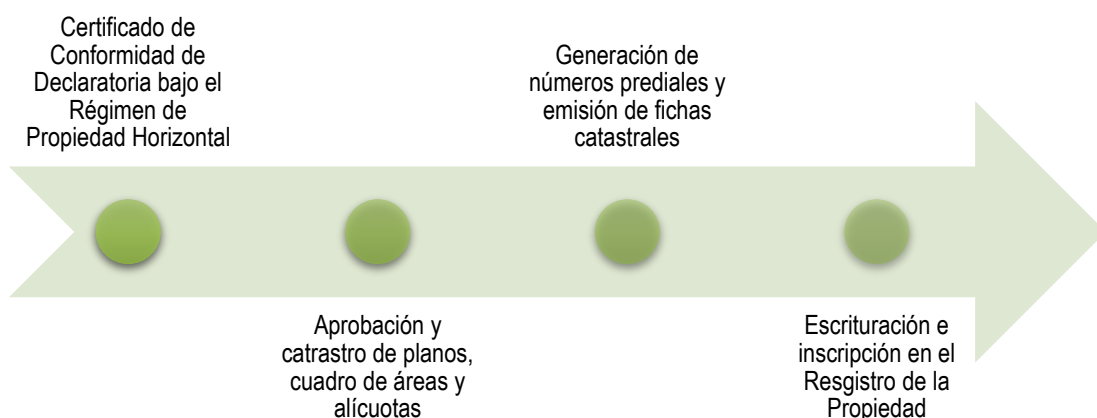 Certificado de
Conformidad de
Declaratoria bajo el
Régimen de
Propiedad Horizontal
Aprobación y
catrastro de planos,
cuadro de áreas y
alícuotas
Generación de
números prediales y
emisión de fichas
catastrales
Escrituración e
inscripción en el
Resgistro de la
Propiedad